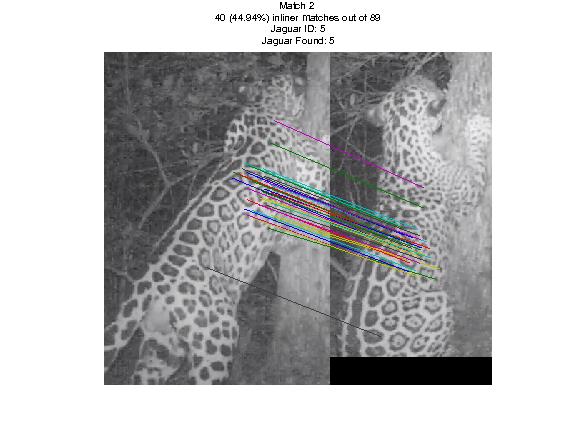 Match 2
40 (44.94%) inliner matches out of 89
Jaguar ID: 5
Jaguar Found: 5